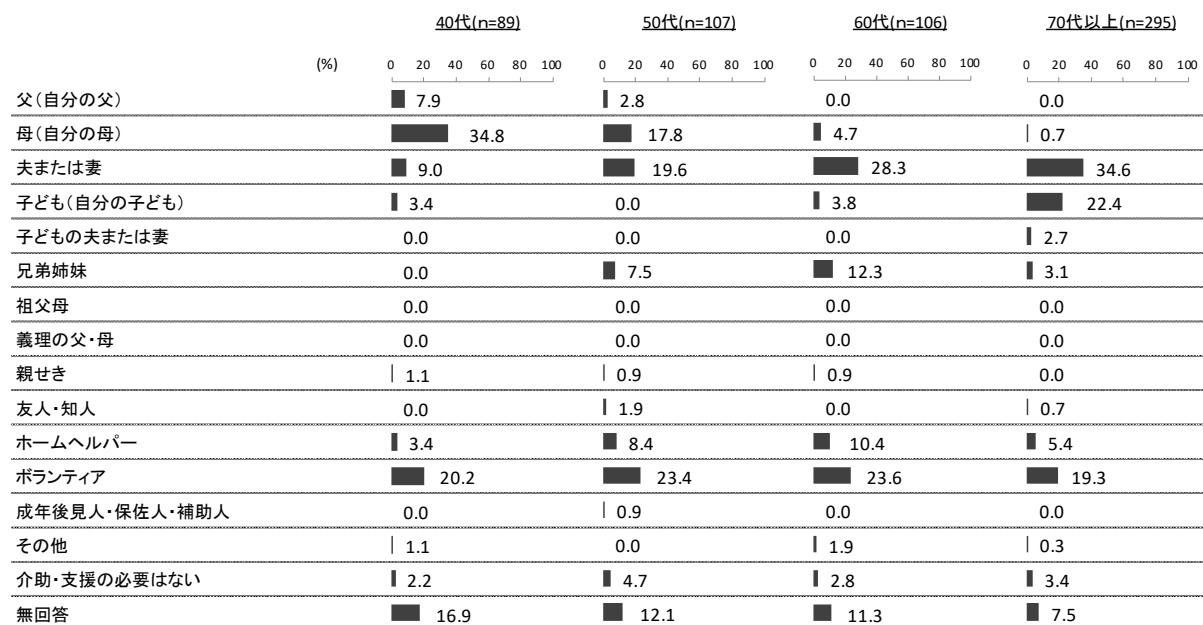 40代(n=89) 50代(n=107) 60代(n=106) 70代以上(n=295)
(%) 0 20 40 60 80 100 0 20 40 60 80 100 0 20 40 60 80 100 0 20 40 60 80 100
父(自分の父) 7.9 2.8 0.0 0.0
母(自分の母) 34.8 17.8 4.7 0.7
夫または妻 9.0 19.6 28.3 34.6
子ども(自分の子ども) 3.4 0.0 3.8 22.4
子どもの夫または妻 0.0 0.0 0.0 2.7
兄弟姉妹 0.0 7.5 12.3 3.1
祖父母 0.0 0.0 0.0 0.0
義理の父・母 0.0 0.0 0.0 0.0
親せき 1.1 0.9 0.9 0.0
友人・知人 0.0 1.9 0.0 0.7
ホームヘルパー 3.4 8.4 10.4 5.4
ボランティア 20.2 23.4 23.6 19.3
成年後見人・保佐人・補助人 0.0 0.9 0.0 0.0
その他 1.1 0.0 1.9 0.3
介助・支援の必要はない 2.2 4.7 2.8 3.4
無回答 16.9 12.1 11.3 7.5